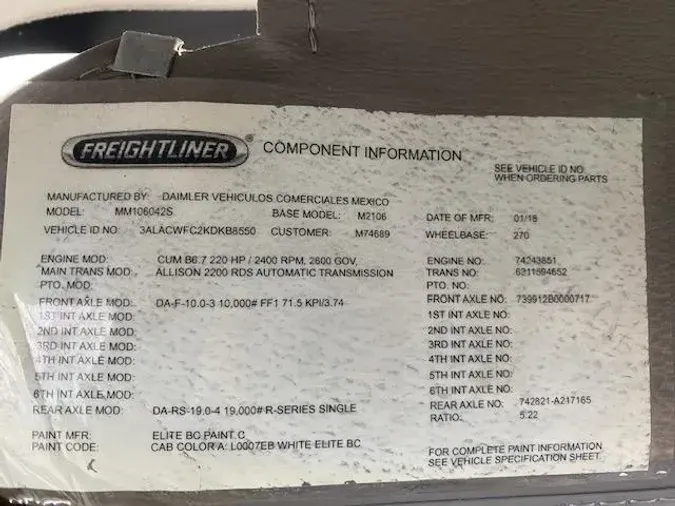 FREIGHTLINER ® COMPONENT INFORMATION
SEE VEHICLE ID NO.
WHEN ORDERING PARTS
MANUFACTURED BY: DAIMLER VEHICULOS COMERCIALES MEXICO
MODEL: MM106042S BASE MODEL: M2106 DATE OF MFR: 01/18
VEHICLE ID NO: 3ALACWFC2KDKB8550 CUSTOMER: M74689 WHEELBASE: 270
ENGINE MOD: CUM B6.7 220 HP / 2400 RPM, 2600 GOV, ENGINE NO: 74243851
MAIN TRANS MOD: ALLISON 2200 RDS AUTOMATIC TRANSMISSION TRANS NO: 6311594652
PTO. MOD: PTO. NO:
FRONT AXLE MOD: DA-F-10.0-3 10,000# FF1 71.5 KPI/3.74 FRONT AXLE NO: 739912B0000717
1ST INT AXLE MOD: 1ST INT AXLE NO:
2ND INT AXLE MOD: 2ND INT AXLE NO:
3RD INT AXLE MOD: 3RD INT AXLE NO:
4TH INT AXLE MOD: 4TH INT AXLE NO:
5TH INT AXLE MOD: 5TH INT AXLE NO:
6TH INT AXLE MOD: 6TH INT AXLE NO:
REAR AXLE MOD: DA-RS-19.0-4 19,000# R-SERIES SINGLE REAR AXLE NO: 742821-A217165
RATIO: 5.22
PAINT MFR: ELITE BC PAINT C
PAINT CODE: CAB COLOR A: L0007EB WHITE ELITE BC
FOR COMPLETE PAINT INFORMATION
SEE VEHICLE SPECIFICATION SHEET.